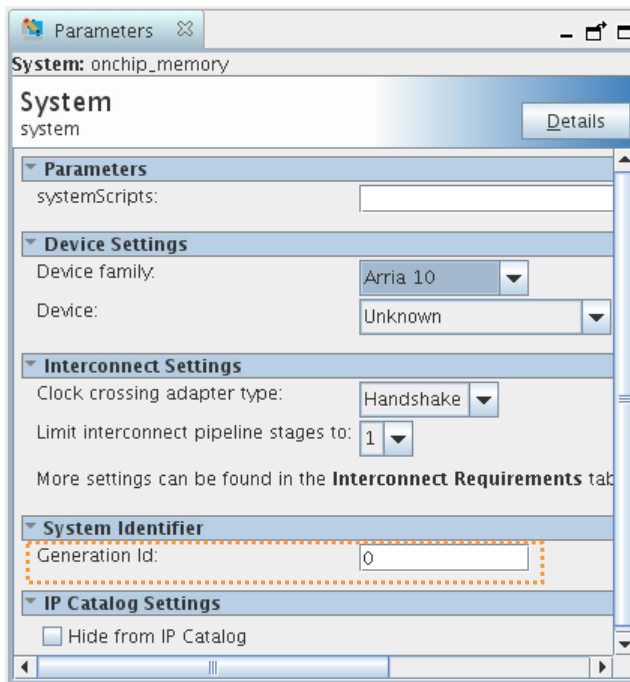 Parameters
System: onchip_memory
System
system
Details
Parameters
systemScripts:
Device Settings
Device family: Arria 10
Device: Unknown
Interconnect Settings
Clock crossing adapter type: Handshake
Limit interconnect pipeline stages to: 1
More settings can be found in the Interconnect Requirements tab
System Identifier
Generation Id: 0
IP Catalog Settings
Hide from IP Catalog